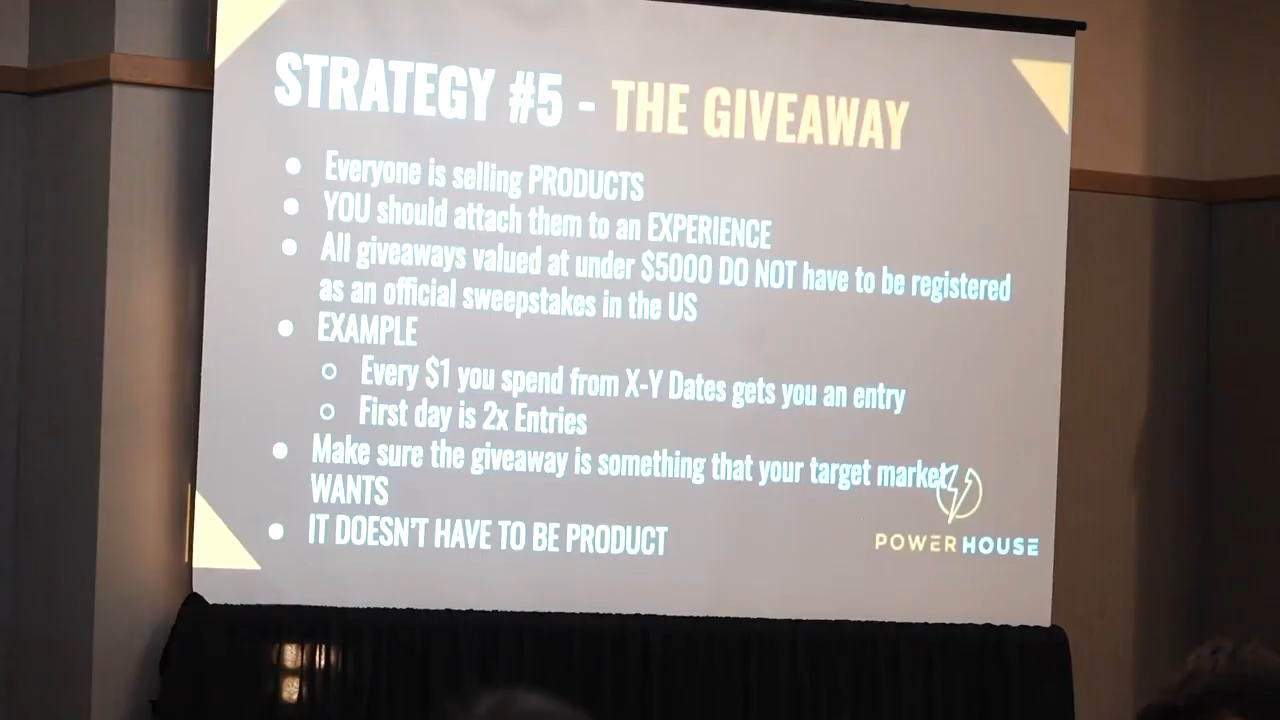 STRATEGY #5 - THE GIVEAWAY
● Everyone is selling PRODUCTS
● YOU should attach them to an EXPERIENCE
● All giveaways valued at under $5000 DO NOT have to be registered
as an official sweepstakes in the US
● EXAMPLE
○ Every $1 you spend from X-Y Dates gets you an entry
○ First day is 2x Entries
● Make sure the giveaway is something that your target market
WANTS
● IT DOESN'T HAVE TO BE PRODUCT
POWERHOUSE